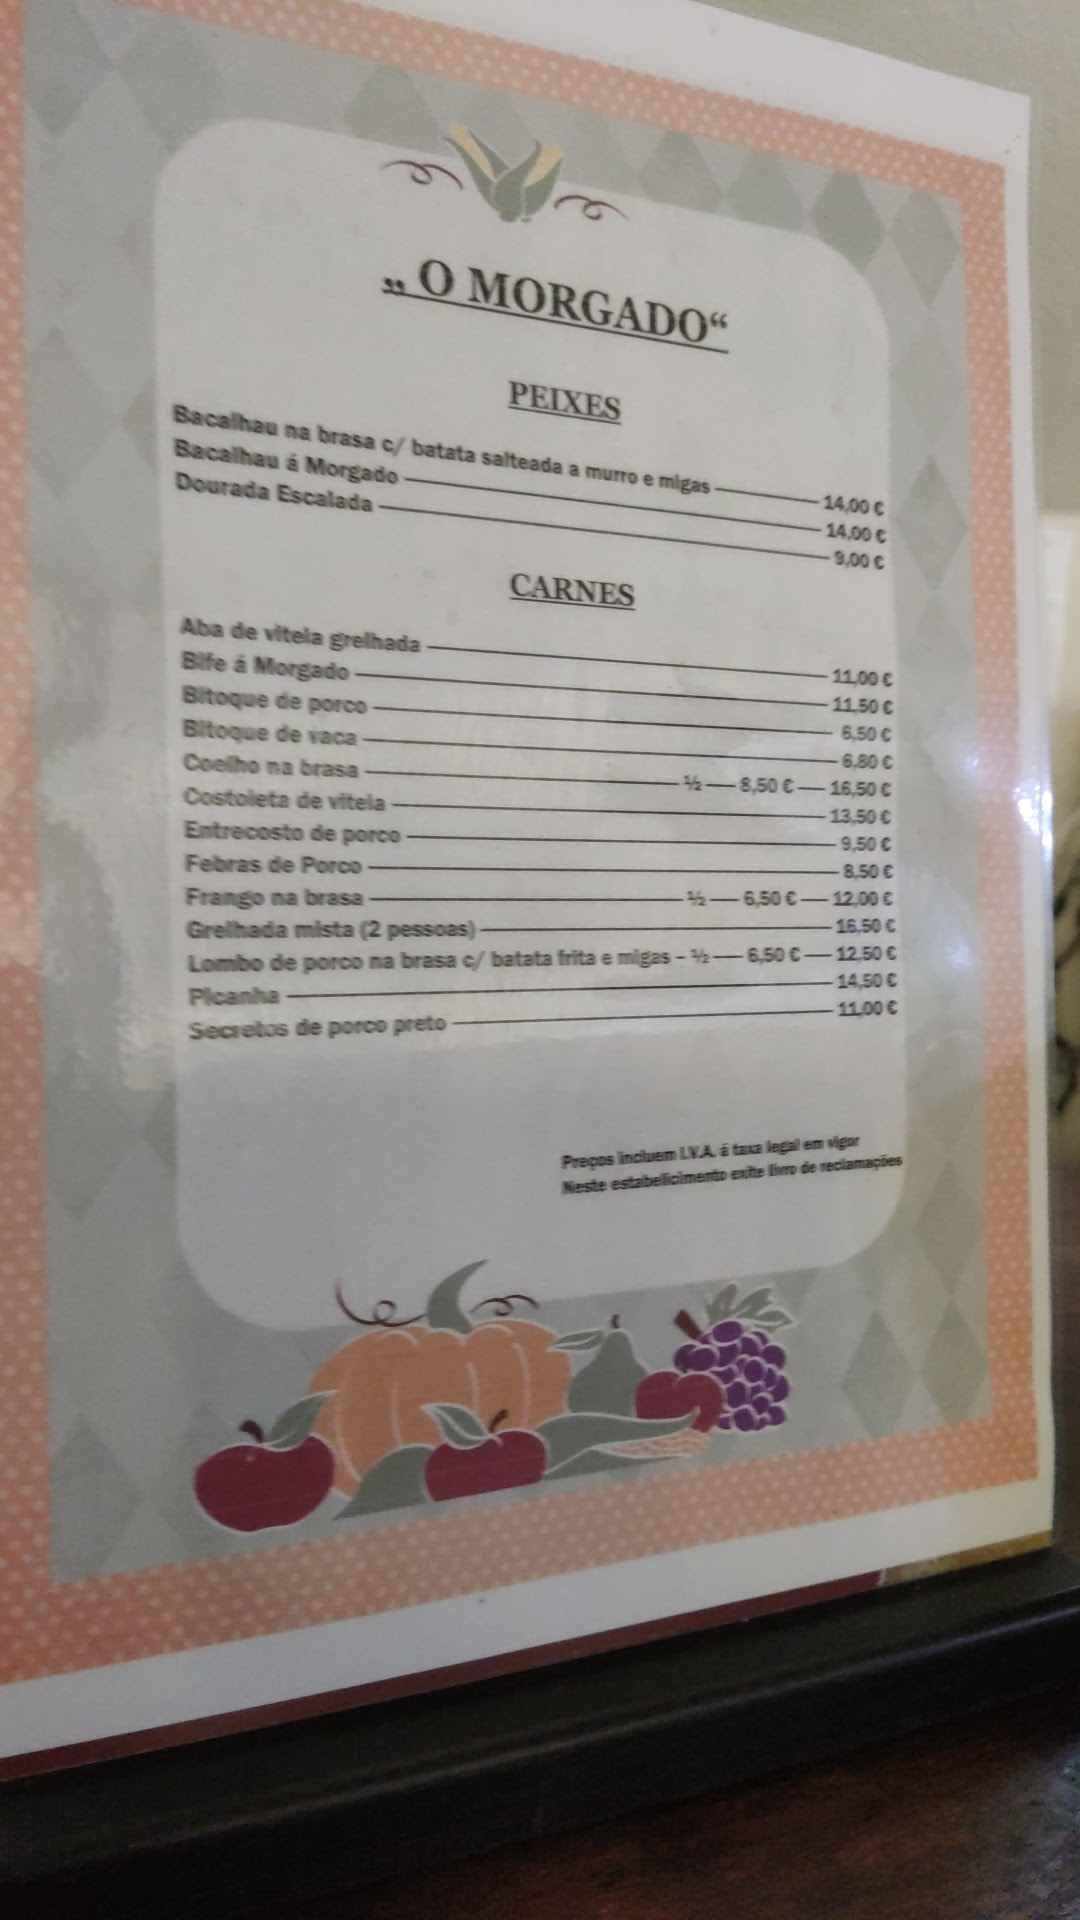 „ O MORGADO“
PEIXES
Bacalhau na brasa c/ batata salteada a murro e migas 14,00 €
Bacalhau á Morgado 14,00 €
Dourada Escalada 9,00 €
CARNES
Aba de vitela grelhada 11,00 €
Bife á Morgado 11,50 €
Bitoque de porco 6,50 €
Bitoque de vaca 6,80 €
Coelho na brasa ½ — 8,50 € — 16,50 €
Costoleta de vitela 13,50 €
Entrecosto de porco 9,50 €
Febras de Porco 8,50 €
Frango na brasa ½ — 6,50 € — 12,00 €
Grelhada mista (2 pessoas) 16,50 €
Lombo de porco na brasa c/ batata frita e migas – ½ — 6,50 € — 12,50 €
Picanha 14,50 €
Secretos de porco preto 11,00 €
Preços incluem I.V.A. á taxa legal em vigor
Neste estabelicimento exite livro de reclamações